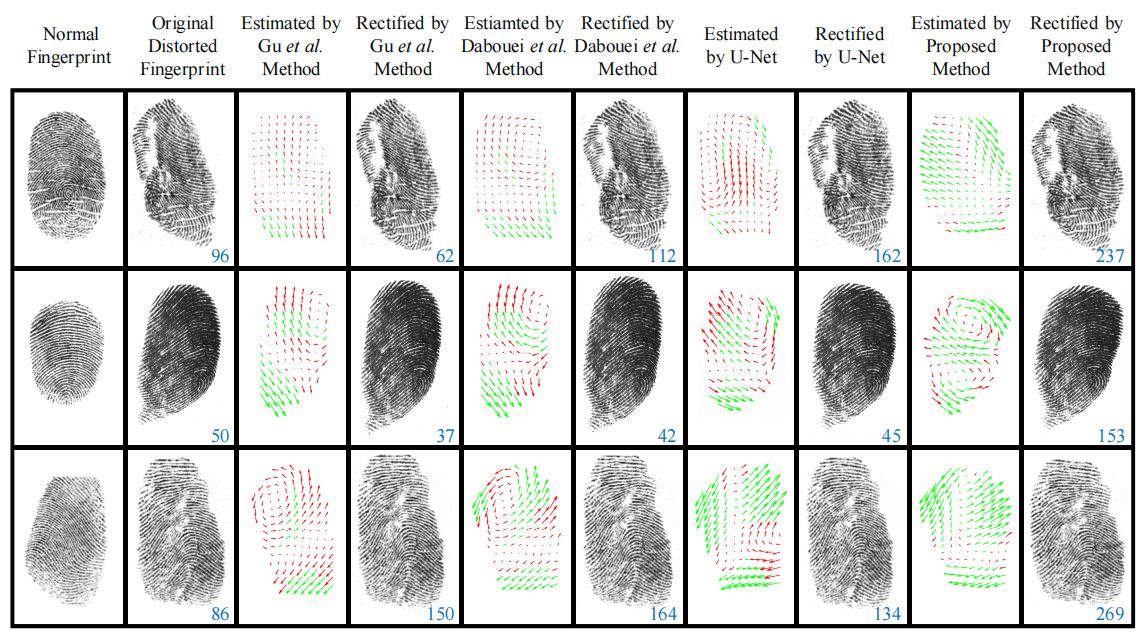 Normal
Fingerprint
Original
Distorted
Fingerprint
Estimated by
Gu et al.
Method
Rectified by
Gu et al.
Method
Estiamted by
Dabouei et al.
Method
Rectified by
Dabouei et al.
Method
Estimated
by U-Net
Rectified
by U-Net
Estimated by
Proposed
Method
Rectified by
Proposed
Method
96
62
112
162
237
50
37
42
45
153
86
150
164
134
269